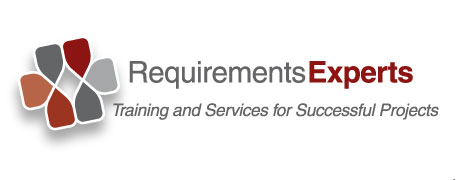 RequirementsExperts
Training and Services for Successful Projects